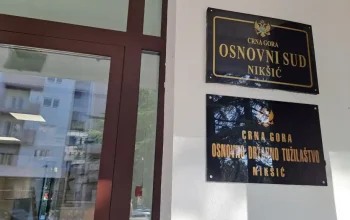 CRNA GORA
OSNOVNI SUD
NIKŠIĆ
CRNA GORA
OSNOVNO DRŽAVNO TUŽILAŠTVO
NIKŠIĆ